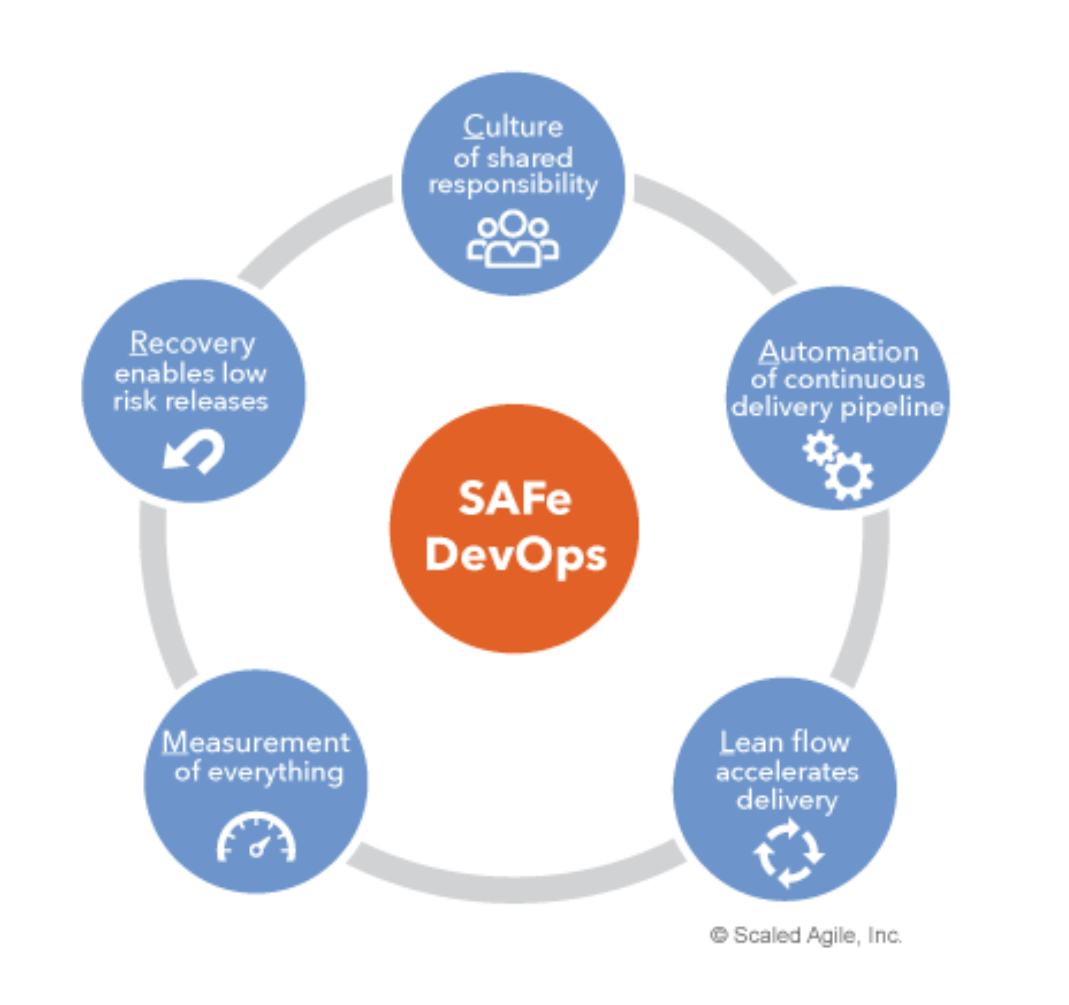 Culture
of shared
responsibility
Automation
of continuous
delivery pipeline
Lean flow
accelerates
delivery
Measurement
of everything
Recovery
enables low
risk releases
SAFe
DevOps
© Scaled Agile, Inc.